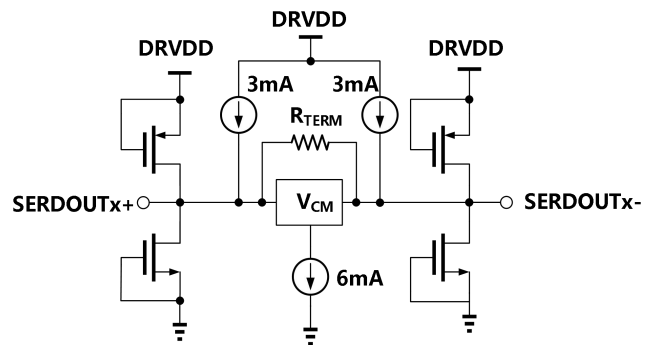 DRVDD
DRVDD
DRVDD
3mA
3mA
RTERM
SERDOUTx+
VCM
SERDOUTx-
6mA